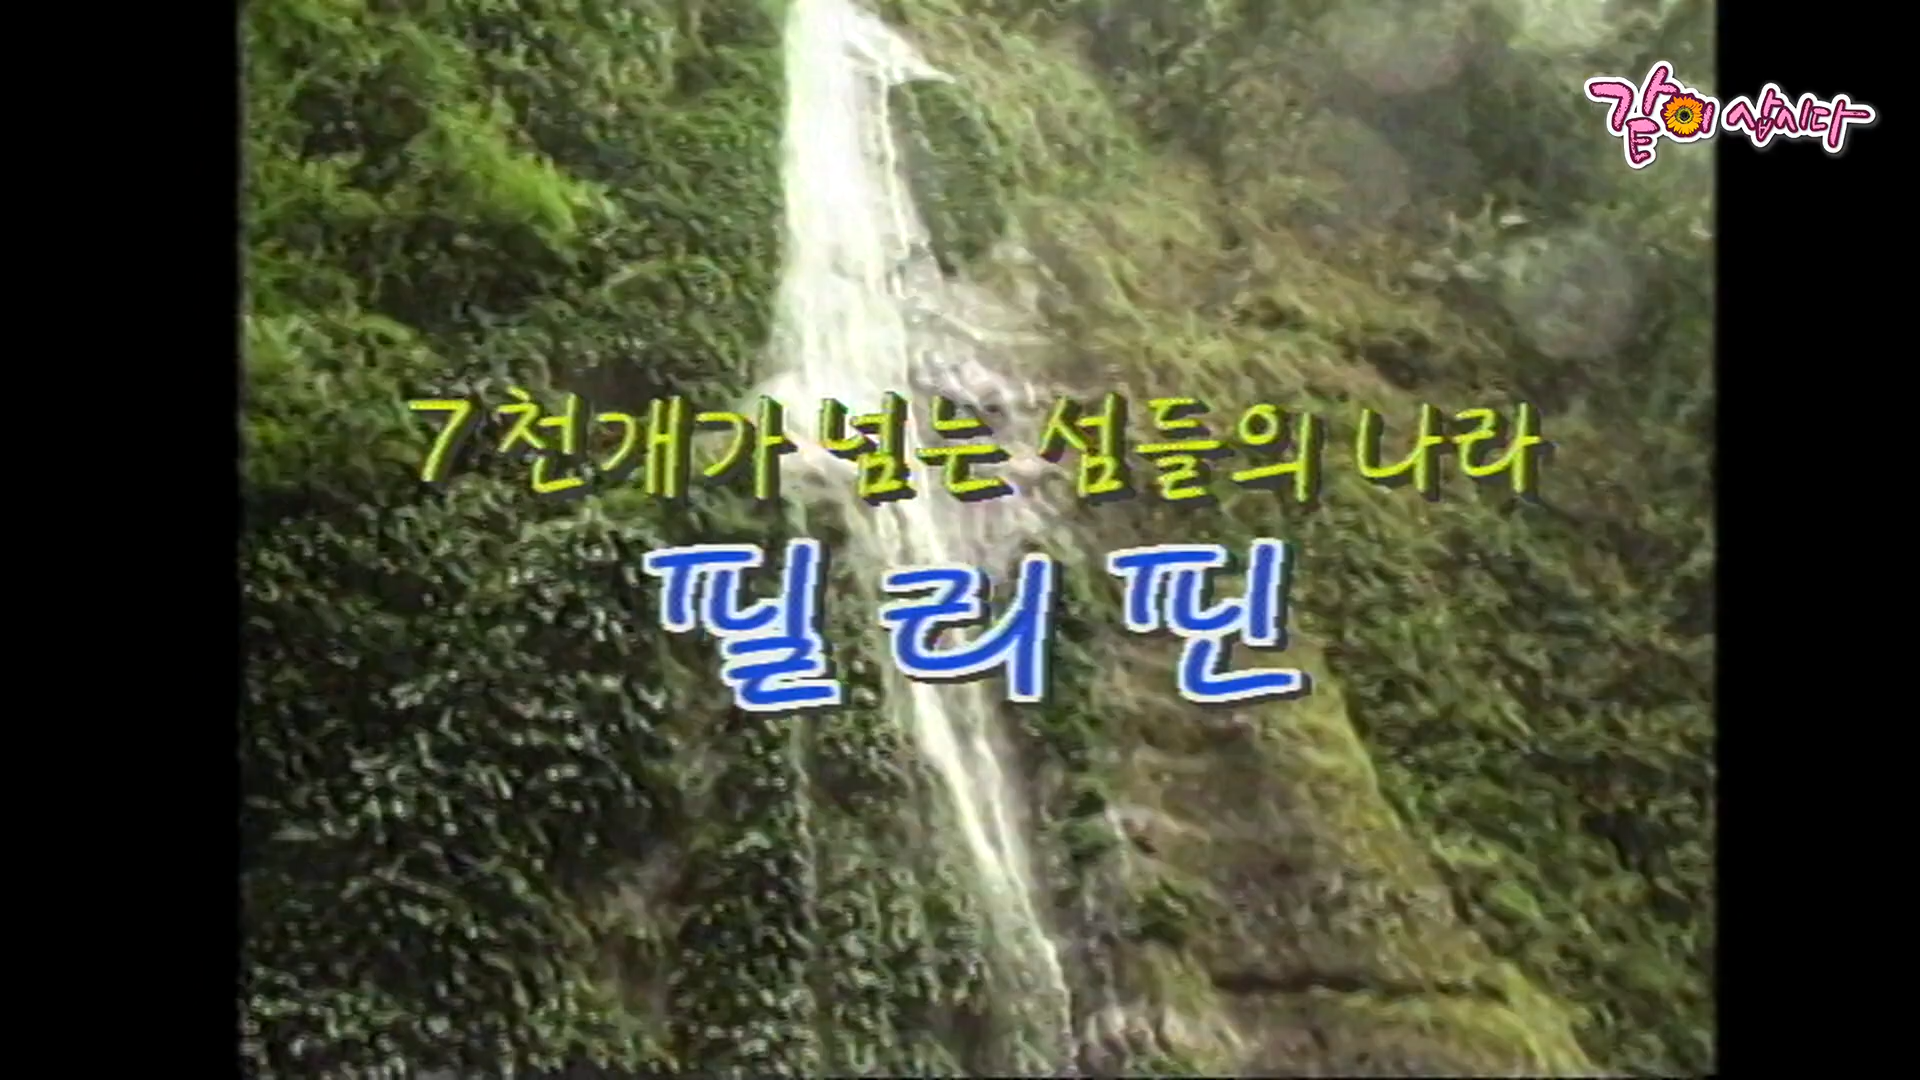 같이 삽시다
7천개가 넘는 섬들의 나라
필리핀